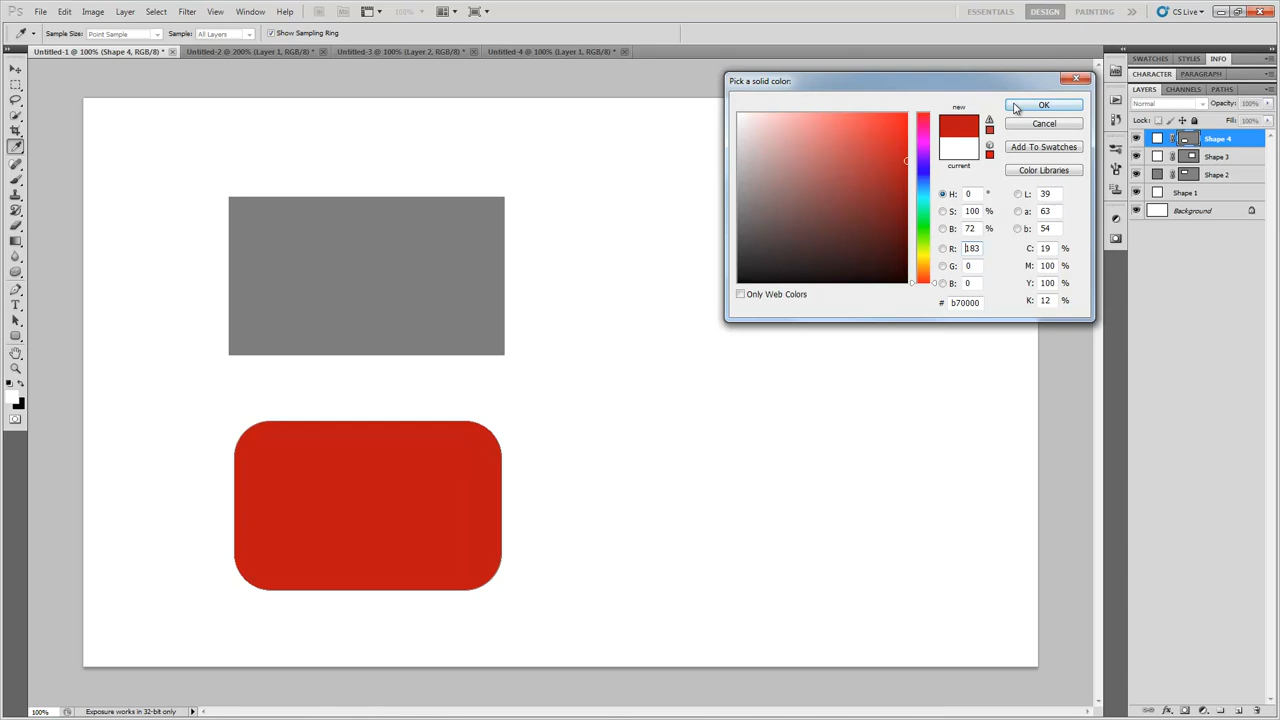 Ps File Edit Image Layer Select Filter Analysis 3D View Window Help 100% ESSENTIALS DESIGN PAINTING CS Live
Sample Size: Point Sample Sample: All Layers Show Sampling Ring
Untitled-1 @ 100% (Shape 4, RGB/8) * Untitled-2 @ 200% (Layer 1, RGB/8) * Untitled-3 @ 100% (Layer 2, RGB/8) * Untitled-4 @ 100% (Layer 1, RGB/8) *
SWATCHES STYLES INFO
CHARACTER PARAGRAPH
LAYERS CHANNELS PATHS
Normal Opacity: 100%
Lock: Fill: 100%
Shape 4
Shape 3
Shape 2
Shape 1
Background
Pick a solid color:
new
current
OK
Cancel
Add To Swatches
Color Libraries
H: 0 ° L: 39
S: 100 % a: 63
B: 72 % b: 54
R: 183 C: 19 %
G: 0 M: 100 %
B: 0 Y: 100 %
# b70000 K: 12 %
Only Web Colors
100% Exposure works in 32-bit only